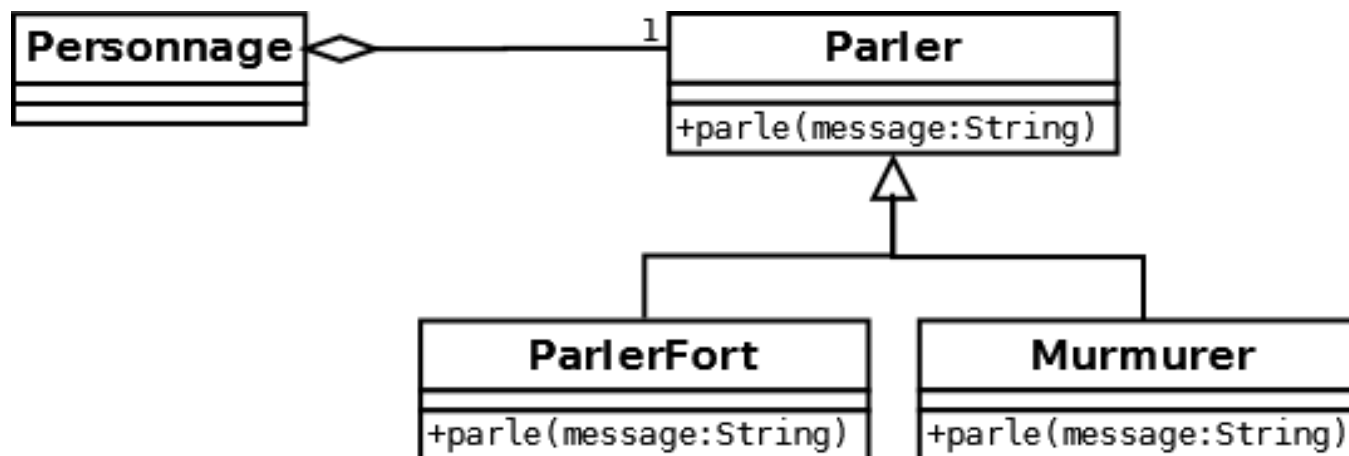 Personnage
1
Parler
+parle(message:String)
ParlerFort
Murmurer
+parle(message:String)
+parle(message:String)